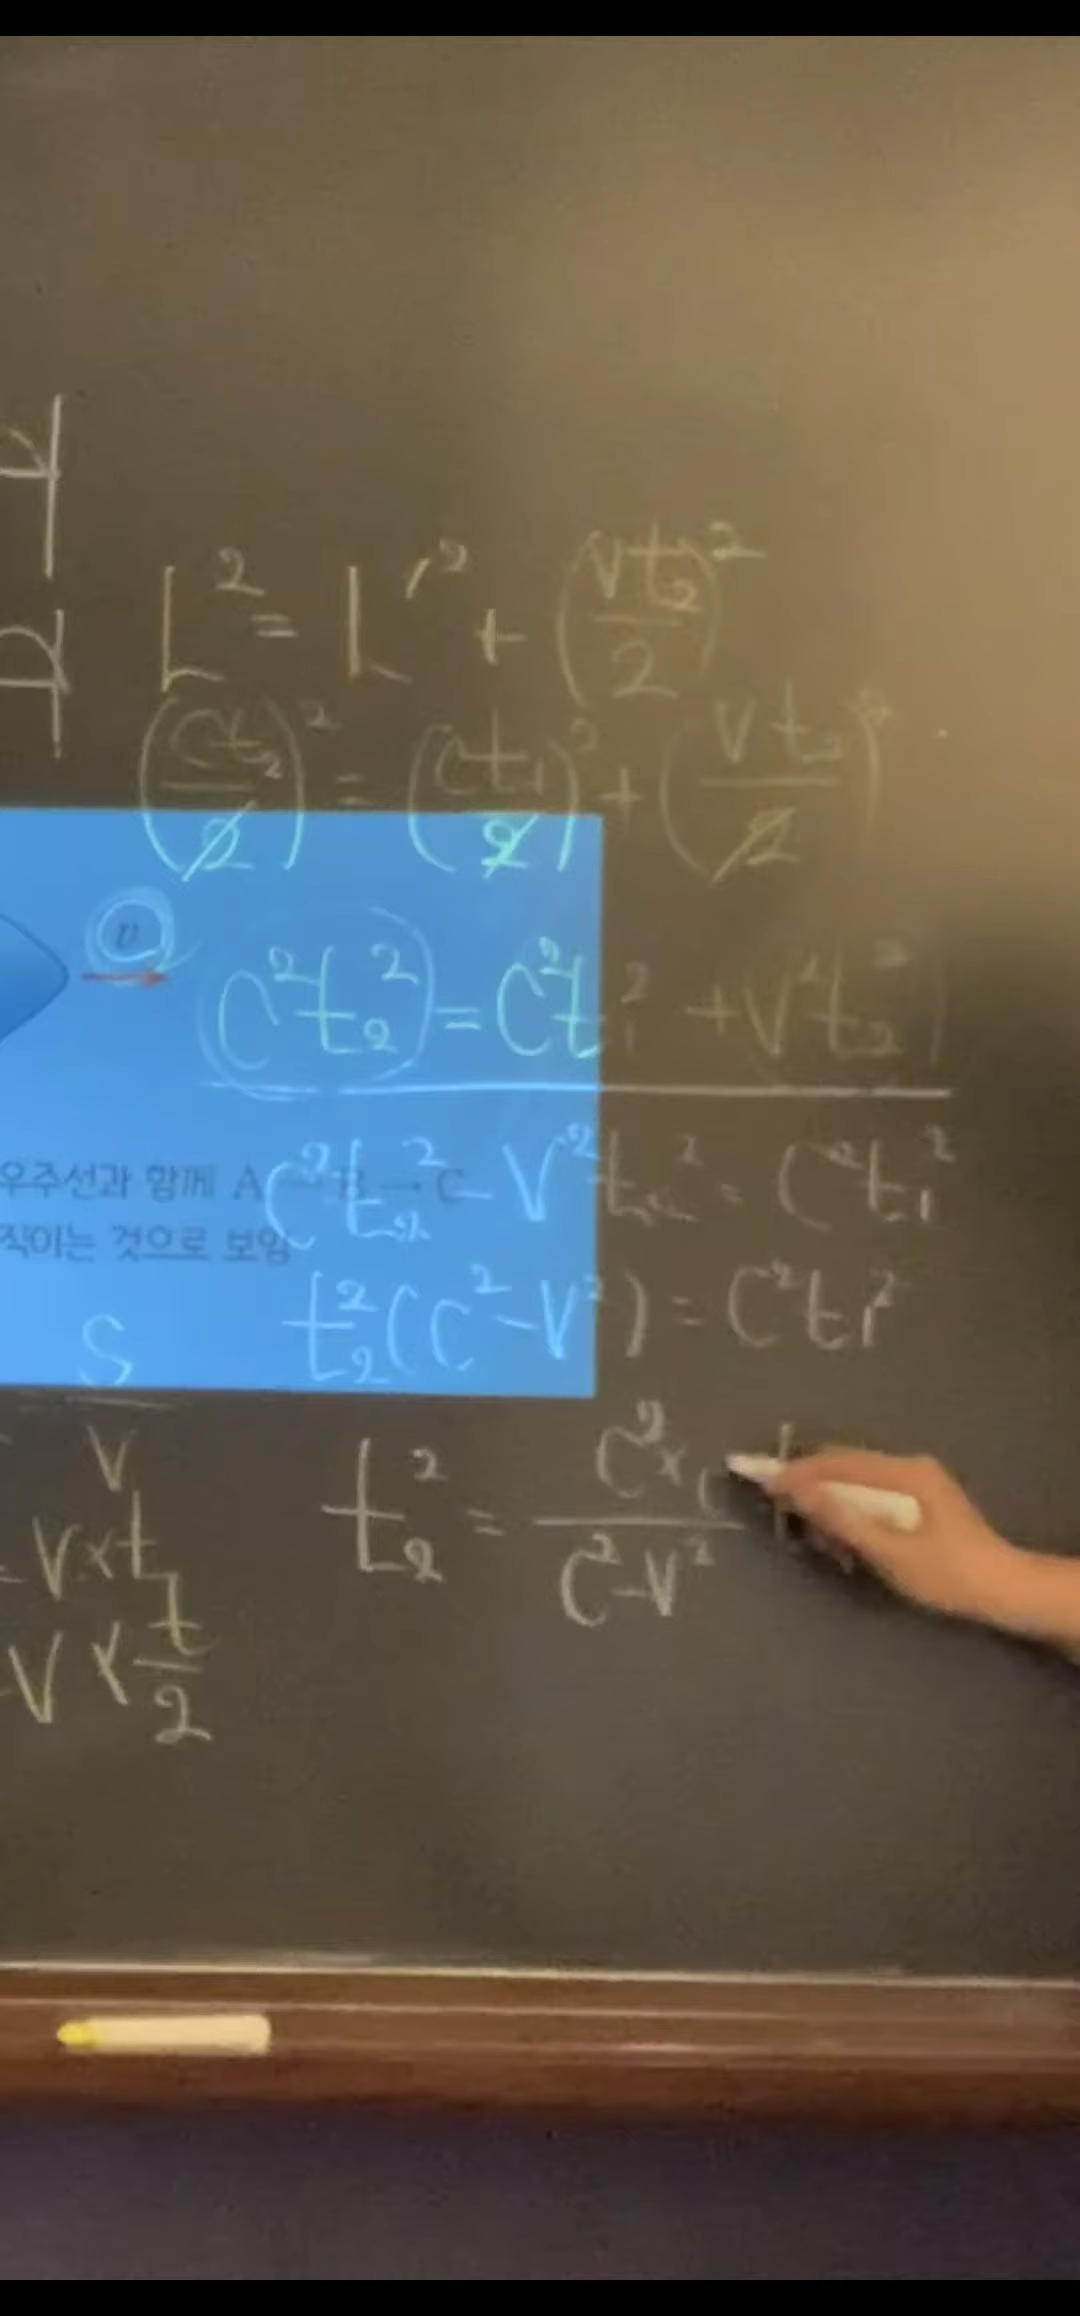 L² = L'² + (vt₂/2)²
(ct₂/2)² = (ct₁/2)² + (vt₂/2)²
v
c²t₂² = c²t₁² + v²t₂²
우주선과 함께 A → B → C
직이는 것으로 보임
c²t₂² - v²t₂² = c²t₁²
t₂²(c² - v²) = c²t₁²
S
V
V×t
V×t/2
t₂² = c²× / c² - v²